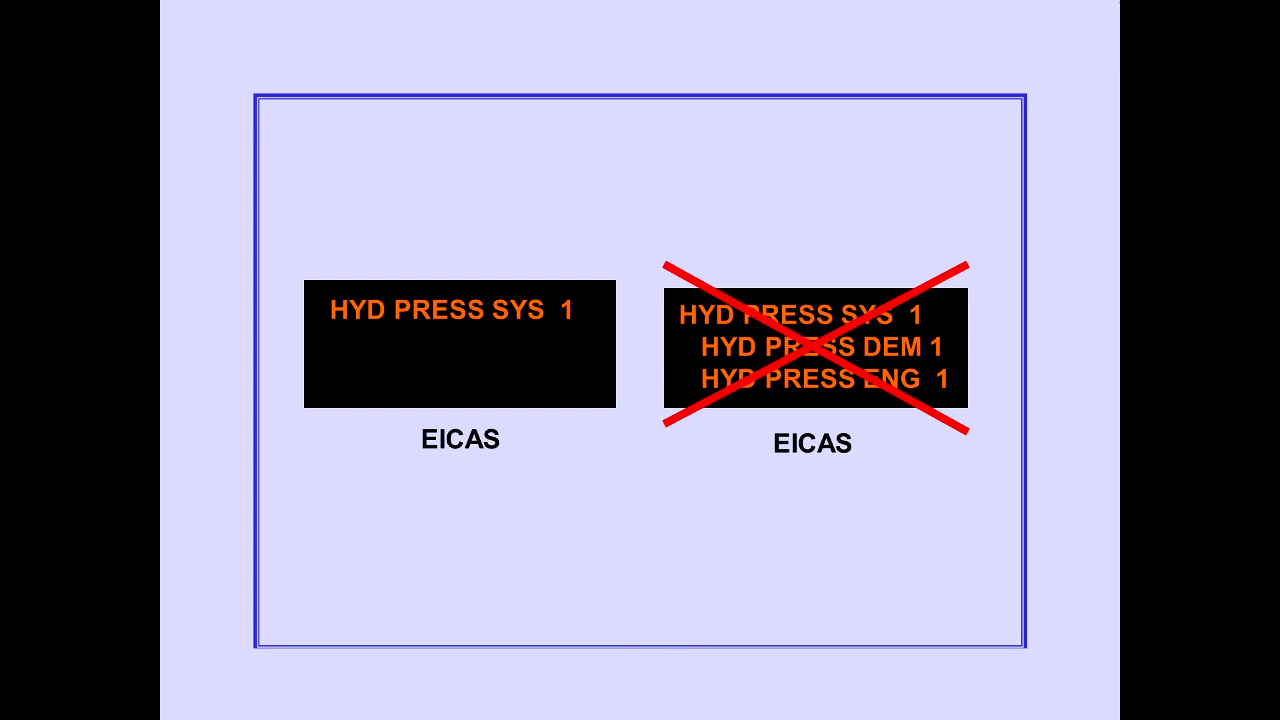 HYD PRESS SYS 1
EICAS
HYD PRESS SYS 1
HYD PRESS DEM 1
HYD PRESS ENG 1
EICAS